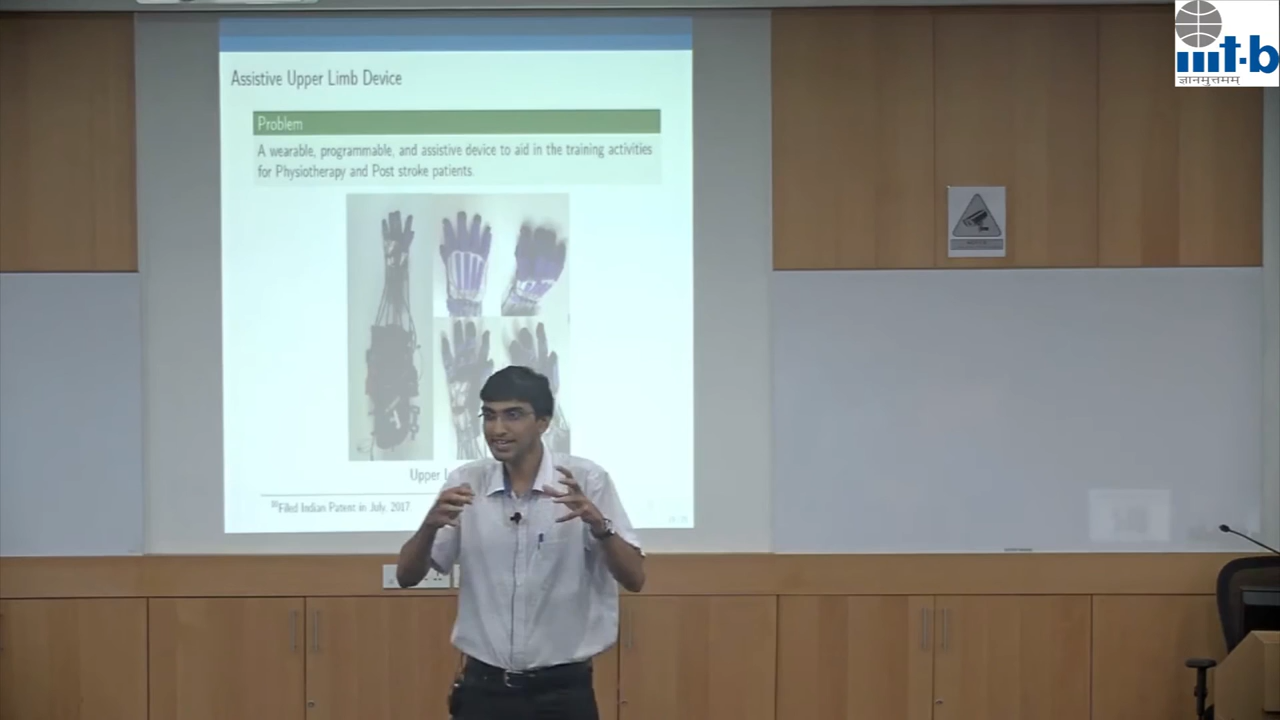 iiit-b
ज्ञानमुत्तमम्
Assistive Upper Limb Device
Problem
A wearable, programmable, and assistive device to aid in the training activities
for Physiotherapy and Post stroke patients.
Upper
Filed Indian Patent in July, 2017